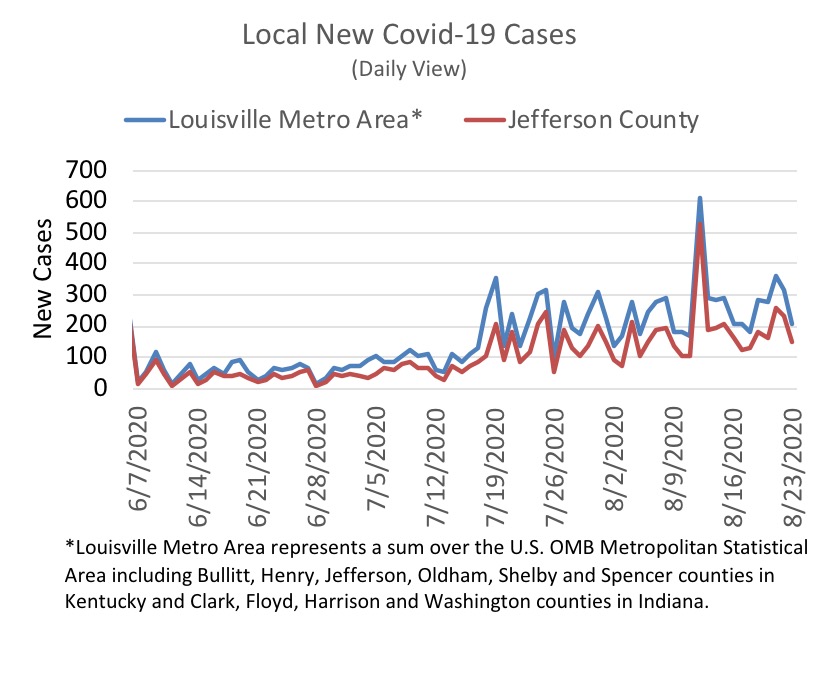 Local New Covid-19 Cases
(Daily View)
Louisville Metro Area* Jefferson County
New Cases
700
600
500
400
300
200
100
0
6/7/2020
6/14/2020
6/21/2020
6/28/2020
7/5/2020
7/12/2020
7/19/2020
7/26/2020
8/2/2020
8/9/2020
8/16/2020
8/23/2020
*Louisville Metro Area represents a sum over the U.S. OMB Metropolitan Statistical
Area including Bullitt, Henry, Jefferson, Oldham, Shelby and Spencer counties in
Kentucky and Clark, Floyd, Harrison and Washington counties in Indiana.